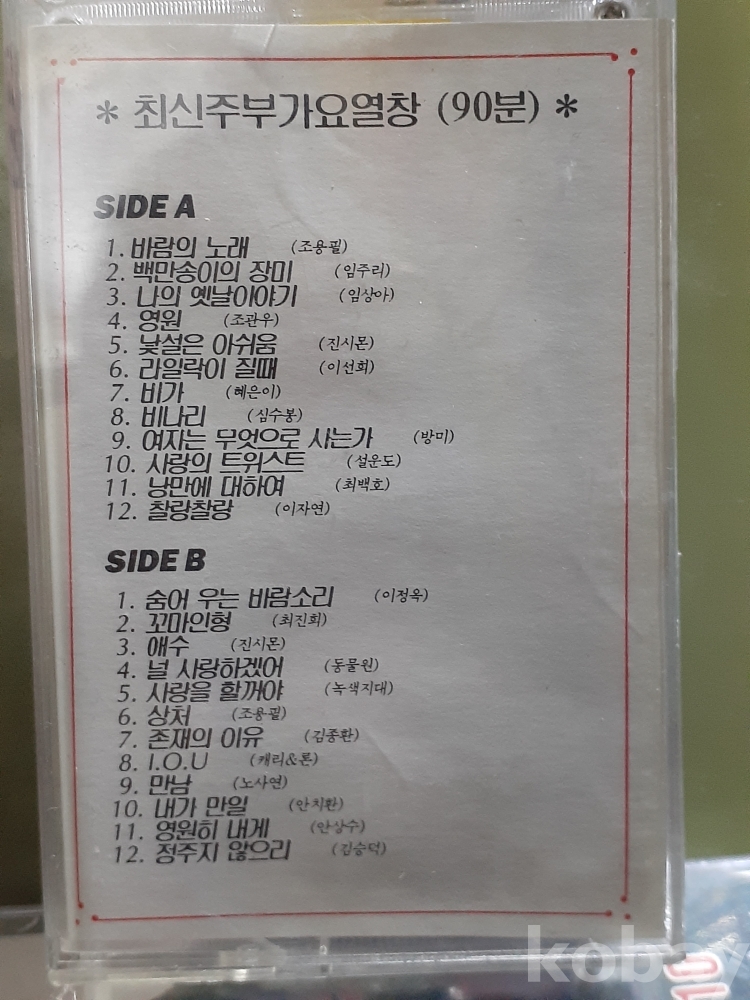 * 최신주부가요열창 (90분) *
SIDE A
1. 바람의 노래 (조용필)
2. 백만송이의 장미 (임주리)
3. 나의 옛날이야기 (임상아)
4. 영원 (조관우)
5. 낯설은 아쉬움 (진시몬)
6. 라일락이 질때 (이선희)
7. 비가 (혜은이)
8. 비나리 (심수봉)
9. 여자는 무엇으로 사는가 (방미)
10. 사랑의 트위스트 (설운도)
11. 낭만에 대하여 (최백호)
12. 찰랑찰랑 (이자연)
SIDE B
1. 숨어 우는 바람소리 (이정옥)
2. 꼬마인형 (최진희)
3. 애수 (진시몬)
4. 널 사랑하겠어 (동물원)
5. 사랑을 할꺼야 (녹색지대)
6. 상처 (조용필)
7. 존재의 이유 (김종환)
8. I.O.U (캐리&론)
9. 만남 (노사연)
10. 내가 만일 (안치환)
11. 영원히 내게 (안상수)
12. 정주지 않으리 (김승덕)